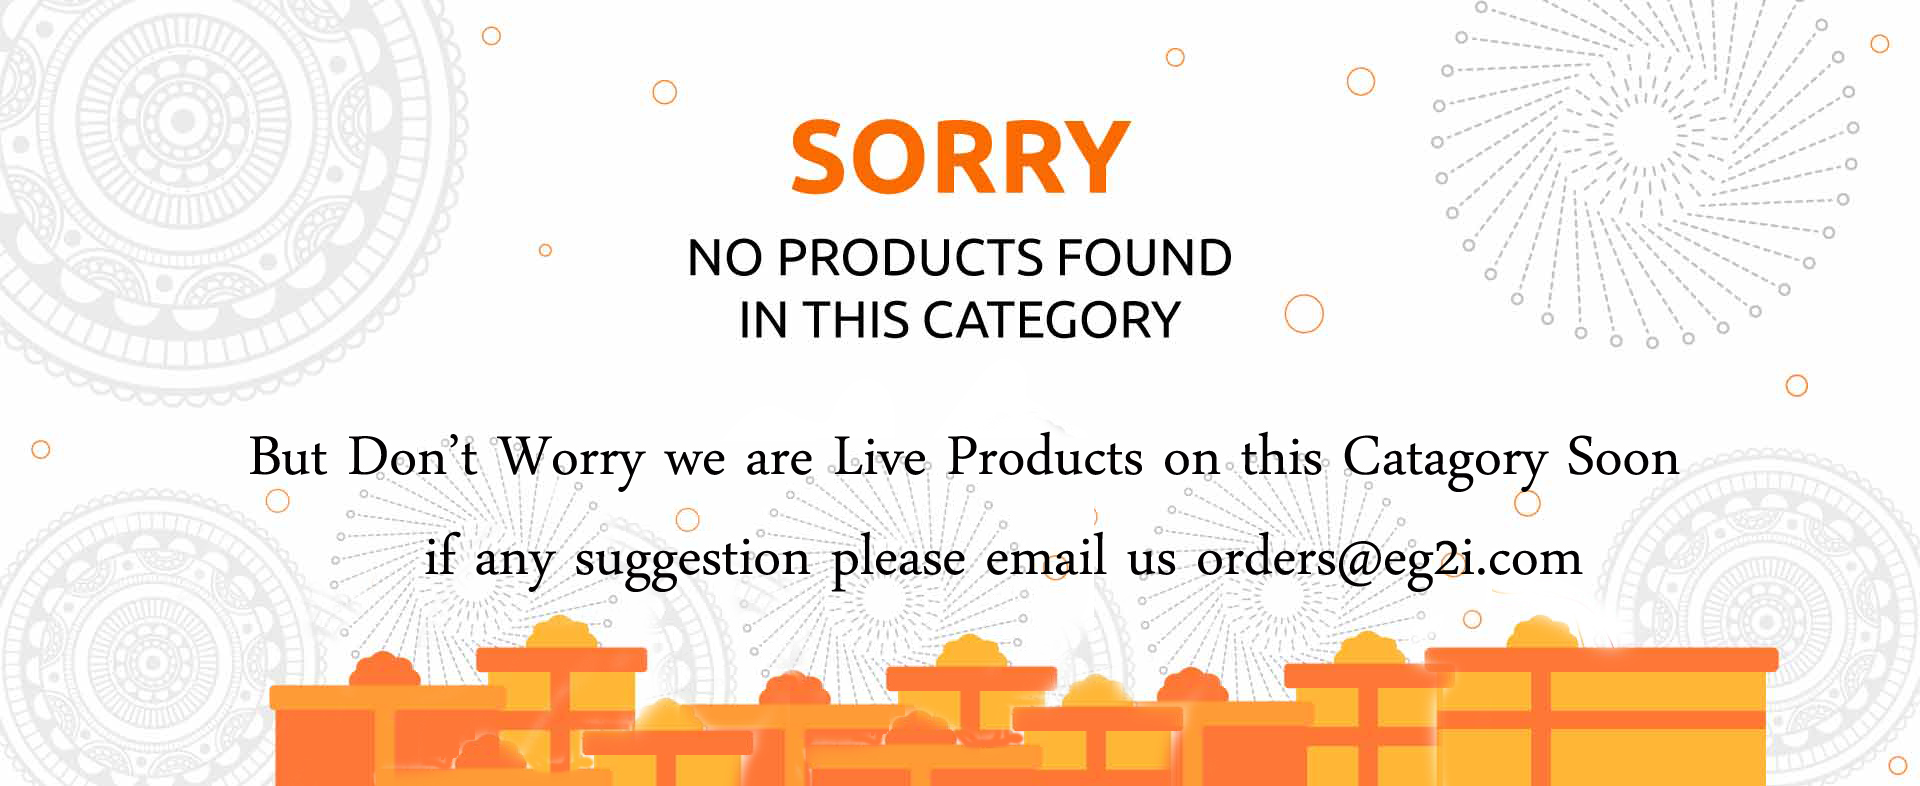 SORRY
NO PRODUCTS FOUND
IN THIS CATEGORY
But Don't Worry we are Live Products on this Catagory Soon
if any suggestion please email us orders@eg2i.com